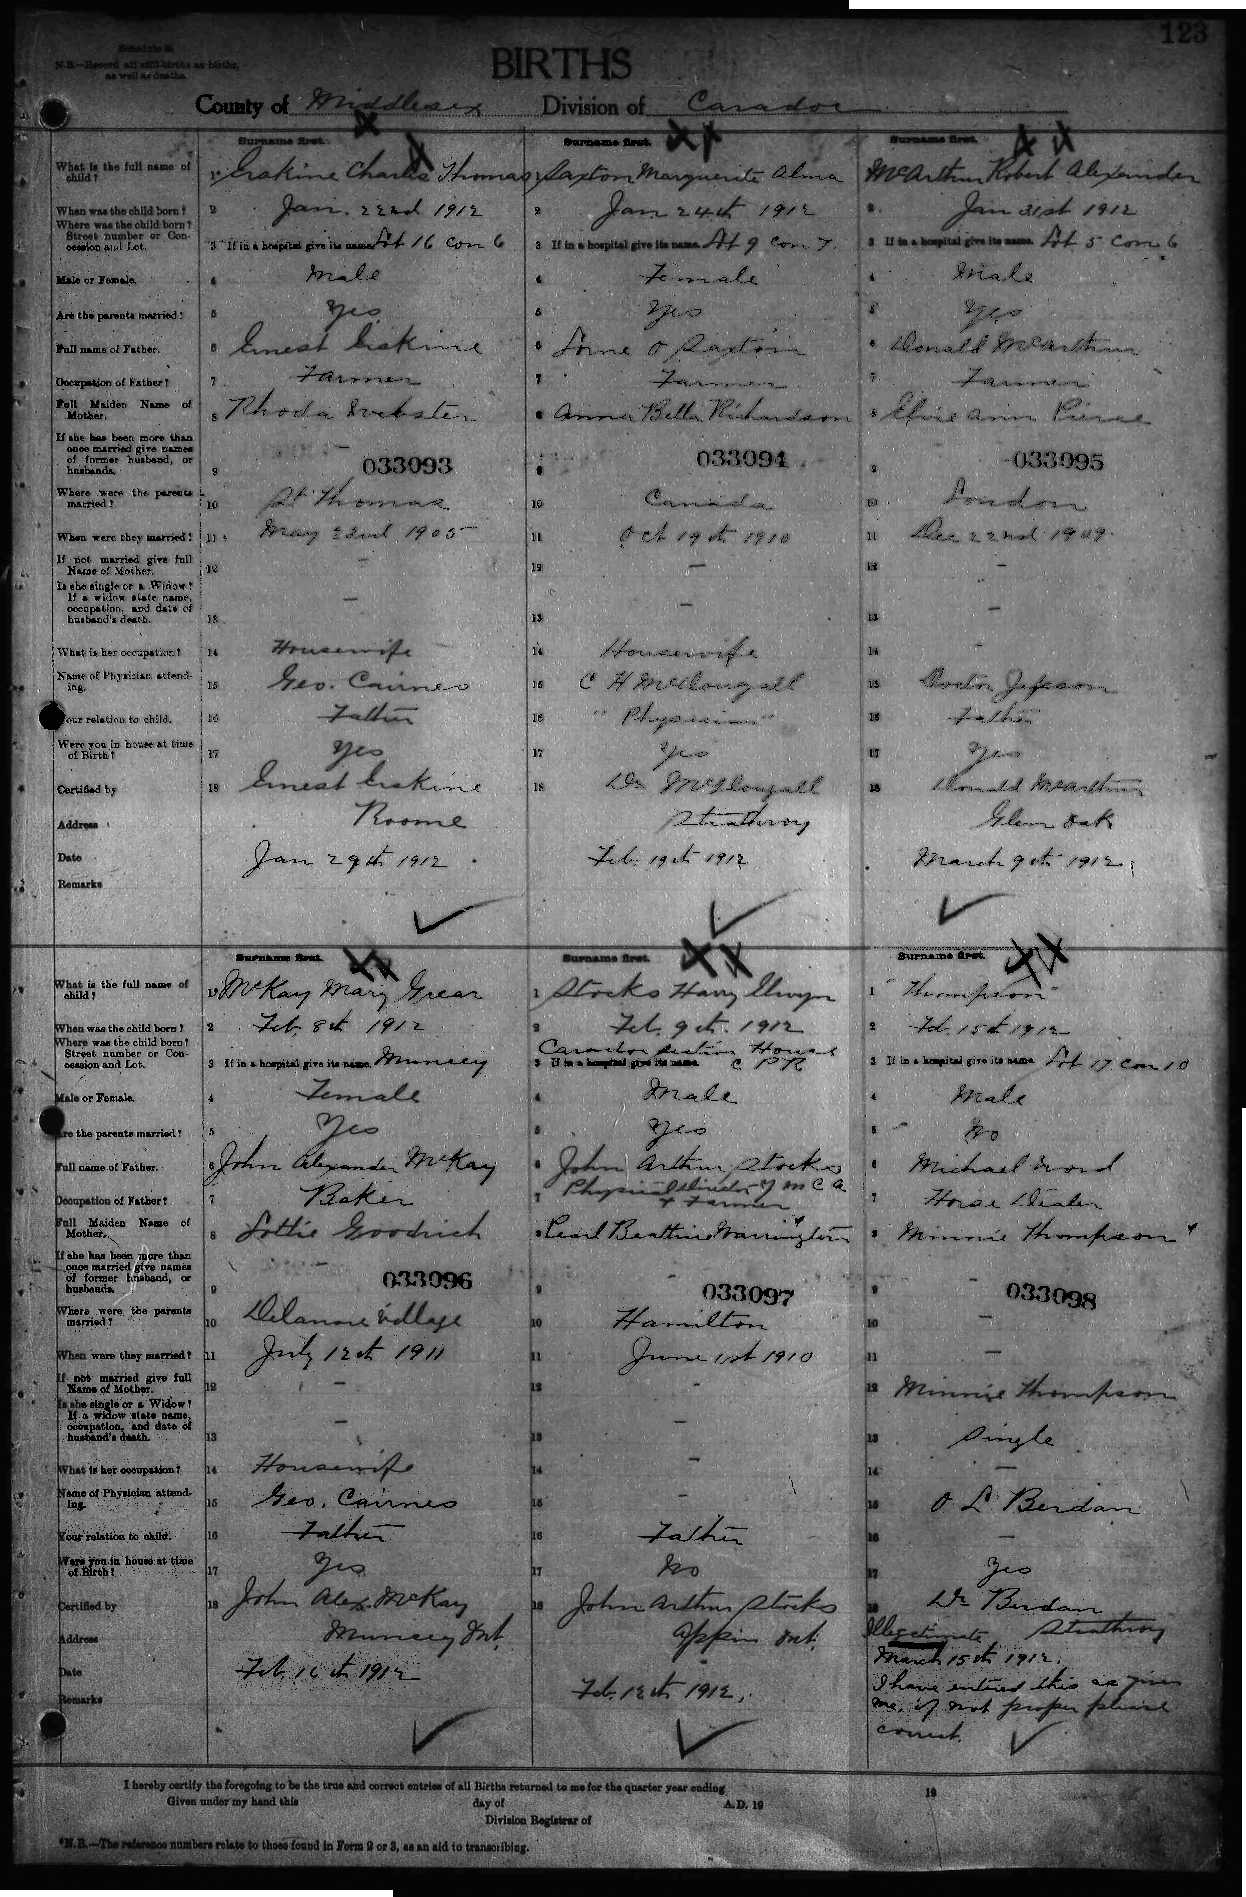 123
Schedule B.
N.B.—Record all still-births as births,
as well as deaths.
BIRTHS
County of Middlesex Division of Caradoc
Surname first. Surname first. Surname first.
What is the full name of child? 1 Erskine Charles Thomas 1 Saxton Marguerite Alma McArthur Robert Alexander
When was the child born? 2 Jan. 22nd 1912 2 Jan 24th 1912 2 Jan 31st 1912
Where was the child born? Street number or Concession and Lot. 3 If in a hospital give its name. Lot 16 Con 6 3 If in a hospital give its name. Lot 9 Con 7 3 If in a hospital give its name. Lot 5 Con 6
Male or Female. 4 Male 4 Female 4 Male
Are the parents married? 5 Yes 5 Yes 5 Yes
Full name of Father. 6 Ernest Erskine 6 Lorne O Saxton 6 Donald McArthur
Occupation of Father? 7 Farmer 7 Farmer 7 Farmer
Full Maiden Name of Mother. 8 Rhoda Webster 8 Anna Bella Richardson 8 Elsie Ann Pierce
If she has been more than once married give names of former husband, or husbands. 9 033093 9 033094 9 033095
Where were the parents married? 10 St Thomas 10 Canada 10 London
When were they married? 11 May 22nd 1905 11 Oct 19th 1910 11 Dec 22nd 1909
If not married give full Name of Mother. 12 - 12 - 12 -
Is she single or a Widow? If a widow state name, occupation, and date of husband's death. 13 - 13 - 13 -
What is her occupation? 14 Housewife 14 Housewife 14 -
Name of Physician attending. 15 Geo. Cairnes 15 C H McDougall 15 Doctor Jepson
Your relation to child. 16 Father 16 " Physician " 16 Father
Were you in house at time of Birth? 17 Yes 17 Yes 17 Yes
Certified by 18 Ernest Erskine 18 Dr McDougall 18 Donald McArthur
Address Roome Strathroy Glen Oak
Date Jan 29th 1912 Feb. 19th 1912 March 9th 1912
Remarks
Surname first. Surname first. Surname first.
What is the full name of child? 1 McKay Mary Grear 1 Stocks Harry Elwyn 1 "Thompson"
When was the child born? 2 Feb. 8th 1912 2 Feb. 9th. 1912 2 Feb. 15th 1912
Where was the child born? Street number or Concession and Lot. 3 If in a hospital give its name. Muncey 3 If in a hospital give its name. Caradoc Section House C P R 3 If in a hospital give its name. Lot 17 Con 10
Male or Female. 4 Female 4 Male 4 Male
Are the parents married? 5 Yes 5 Yes 5 No
Full name of Father. 6 John Alexander McKay 6 John Arthur Stocks 6 Michael Word
Occupation of Father? 7 Baker 7 Physical Director Y M C A + Farmer 7 Horse Dealer
Full Maiden Name of Mother. 8 Lottie Goodrich 8 Pearl Beattrice Warrington 8 Minnie Thompson
If she has been more than once married give names of former husband, or husbands. 9 - 033096 9 - 033097 9 - 033098
Where were the parents married? 10 Delaware Village 10 Hamilton 10 -
When were they married? 11 July 12th 1911 11 June 1st 1910 11 -
If not married give full Name of Mother. 12 - 12 - 12 Minnie Thompson
Is she single or a Widow? If a widow state name, occupation, and date of husband's death. 13 - 13 - 13 Single
What is her occupation? 14 Housewife 14 - 14 -
Name of Physician attending. 15 Geo. Cairnes 15 - 15 O L Berdan
Your relation to child. 16 Father 16 Father 16 -
Were you in house at time of Birth? 17 Yes 17 No 17 Yes
Certified by 18 John Alex. McKay 18 John Arthur Stocks 18 Dr Berdan
Address Muncey Ont. Appin Ont. Illegetimate Strathroy
Date Feb. 16th 1912 Feb. 12th 1912. March 15th 1912.
Remarks I have entered this as given
me, if not proper please
correct.
I hereby certify the foregoing to be the true and correct entries of all Births returned to me for the quarter year ending 19
Given under my hand this day of A.D. 19
Division Registrar of
*N.B.—The reference numbers relate to those found in Form 2 or 3, as an aid to transcribing.